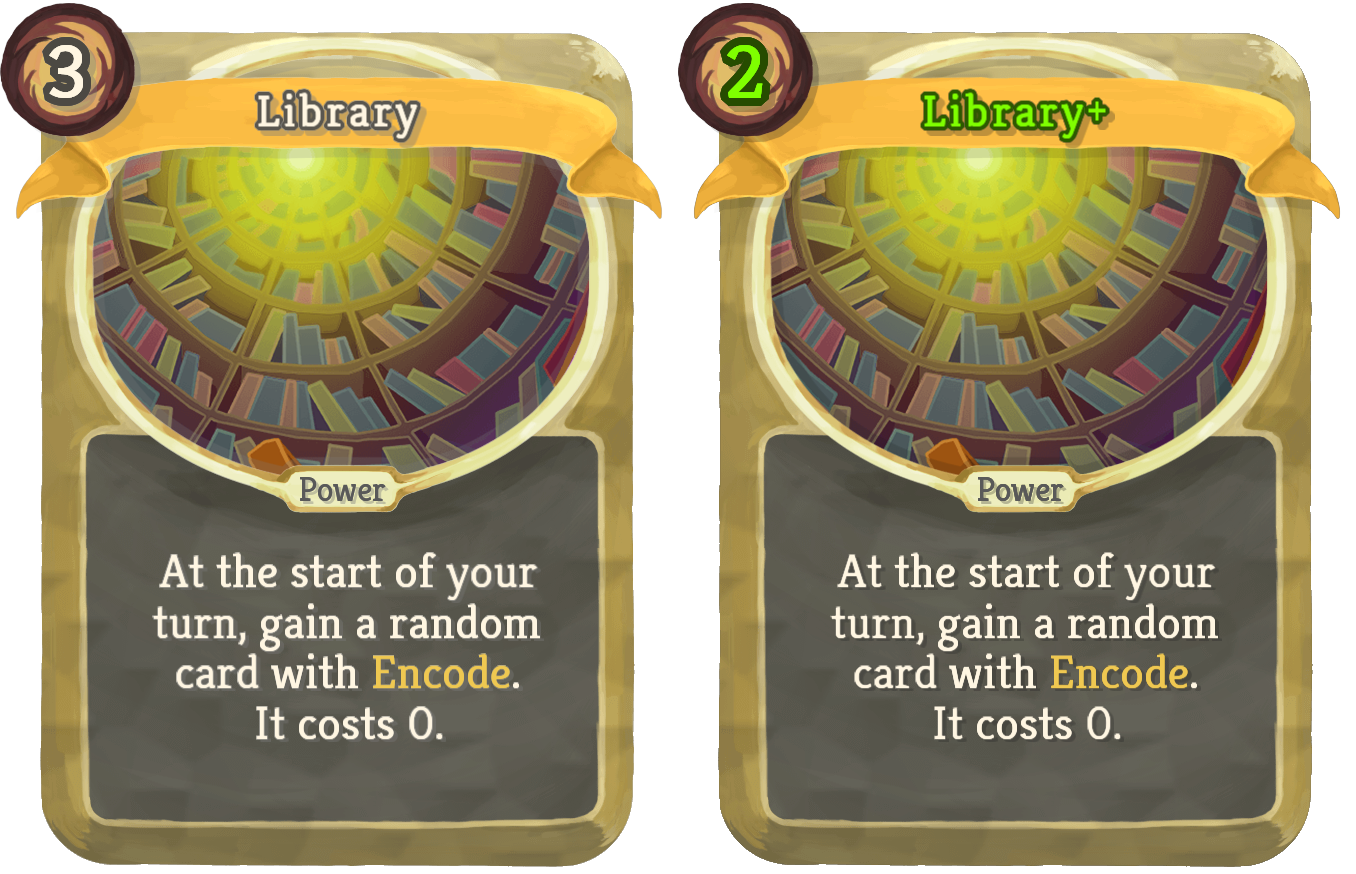 3
Library
Power
At the start of your
turn, gain a random
card with Encode.
It costs 0.
2
Library+
Power
At the start of your
turn, gain a random
card with Encode.
It costs 0.